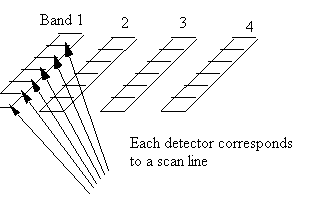 Band 1 2 3 4
Each detector corresponds
to a scan line